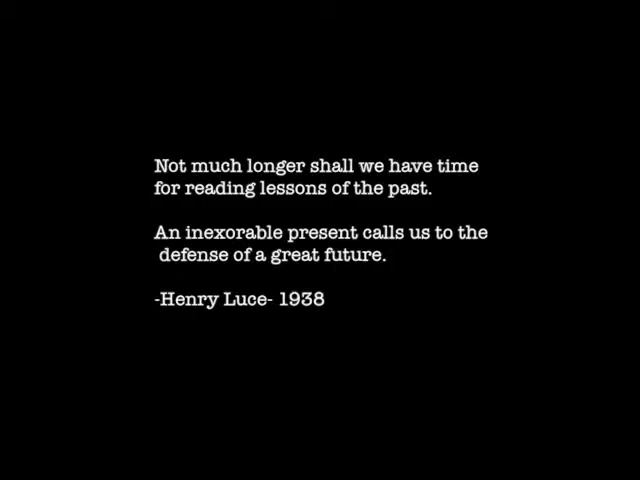 Not much longer shall we have time
for reading lessons of the past.
An inexorable present calls us to the
defense of a great future.
-Henry Luce- 1938